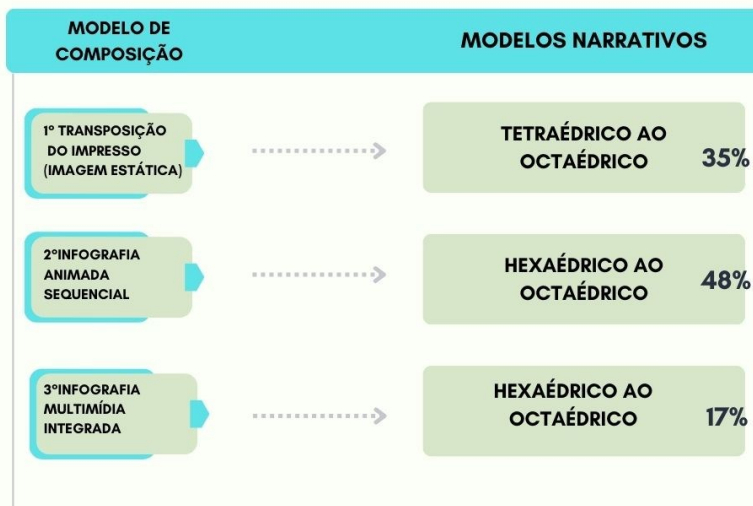 MODELO DE
COMPOSIÇÃO
MODELOS NARRATIVOS
1º TRANSPOSIÇÃO
DO IMPRESSO
(IMAGEM ESTÁTICA)
TETRAÉDRICO AO
OCTAÉDRICO 35%
2ºINFOGRAFIA
ANIMADA
SEQUENCIAL
HEXAÉDRICO AO
OCTAÉDRICO 48%
3ºINFOGRAFIA
MULTIMÍDIA
INTEGRADA
HEXAÉDRICO AO
OCTAÉDRICO 17%